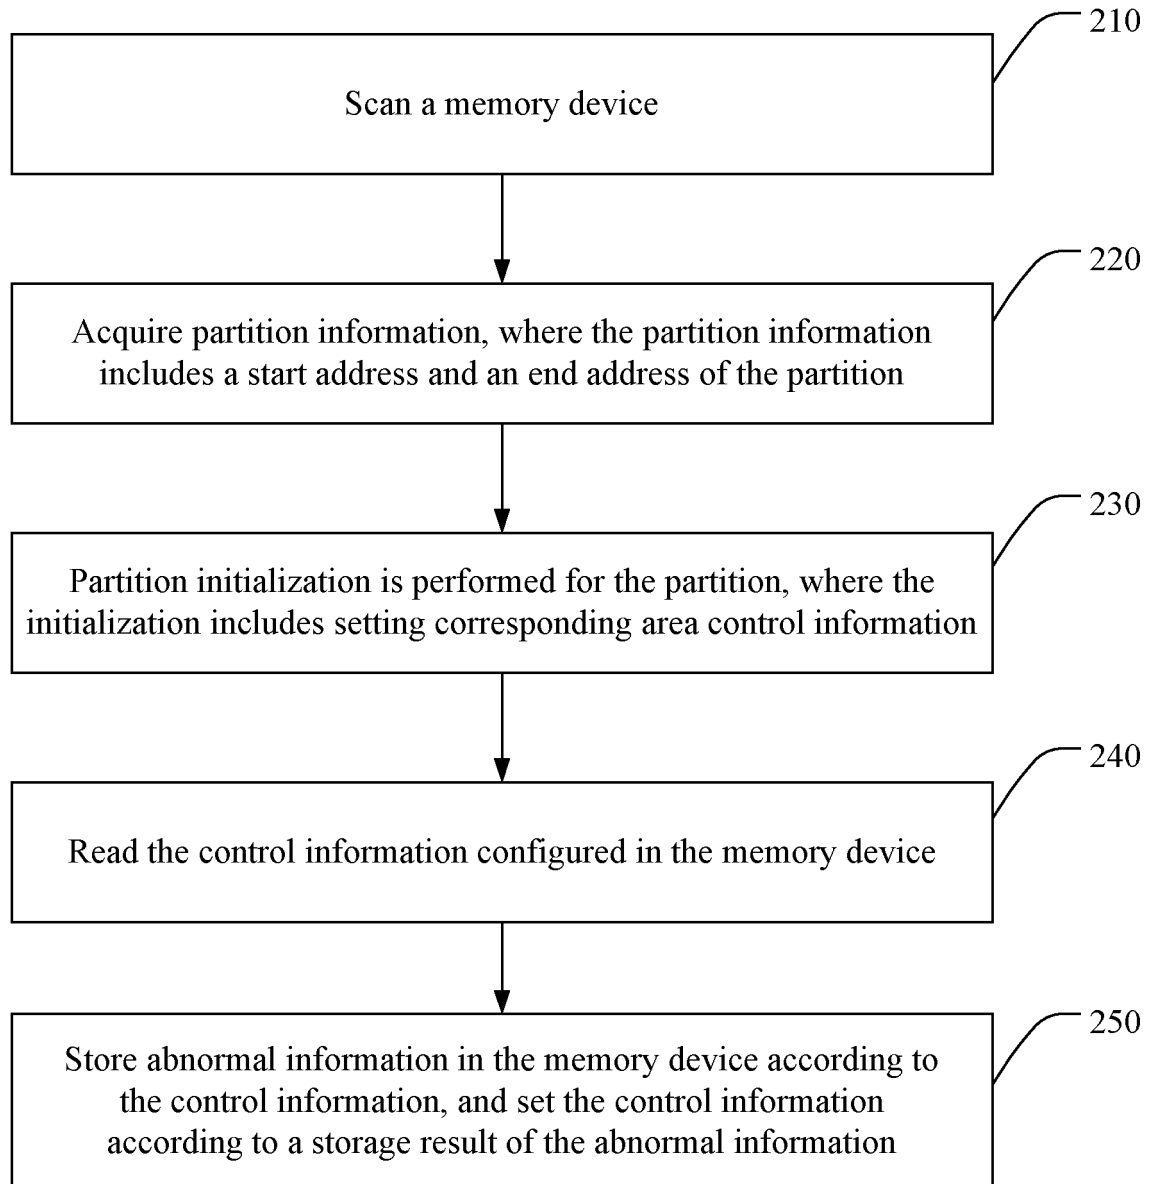 210
Scan a memory device
220
Acquire partition information, where the partition information
includes a start address and an end address of the partition
230
Partition initialization is performed for the partition, where the
initialization includes setting corresponding area control information
240
Read the control information configured in the memory device
250
Store abnormal information in the memory device according to
the control information, and set the control information
according to a storage result of the abnormal information